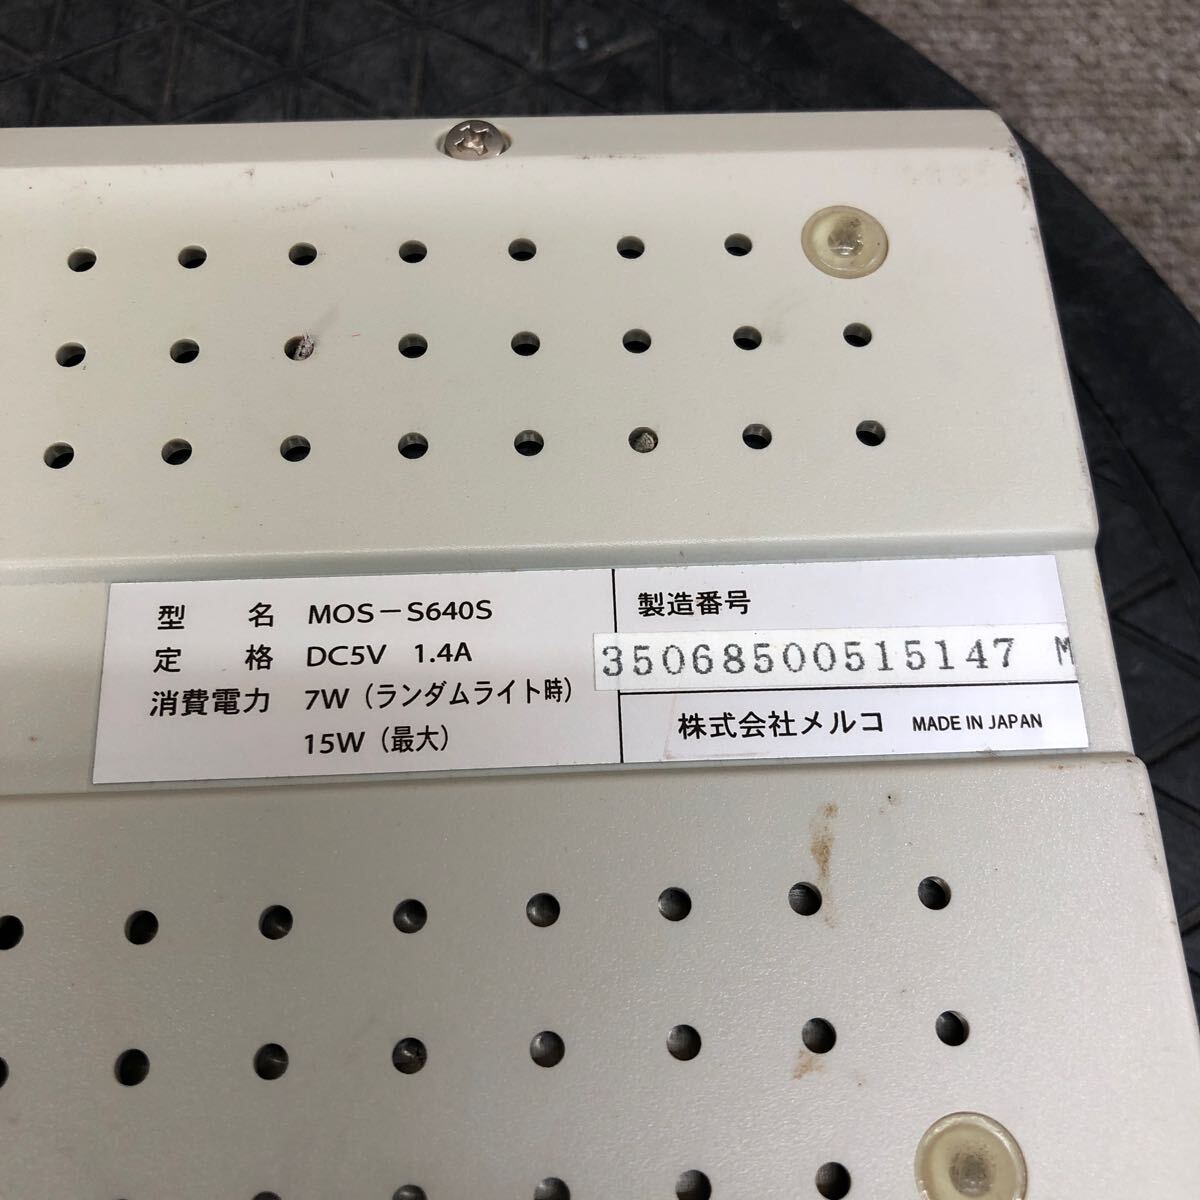 型 名 MOS－S640S
定 格 DC5V 1.4A
消費電力 7W（ランダムライト時）
15W（最大）
製造番号
35068500515147 M
株式会社メルコ MADE IN JAPAN